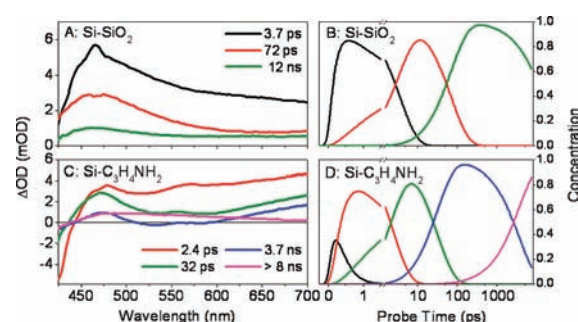 A: Si-SiO₂
3.7 ps
72 ps
12 ns
6
4
2
0
B: Si-SiO₂
1.0
0.8
0.6
0.4
0.2
0.0
ΔOD (mOD)
Concentration
C: Si-C₃H₄NH₂
4
2
0
-2
-4
2.4 ps
3.7 ns
32 ps
> 8 ns
450 500 550 600 650 700
Wavelength (nm)
D: Si-C₃H₄NH₂
1.0
0.8
0.6
0.4
0.2
0.0
0 1 10 100 1000
Probe Time (ps)